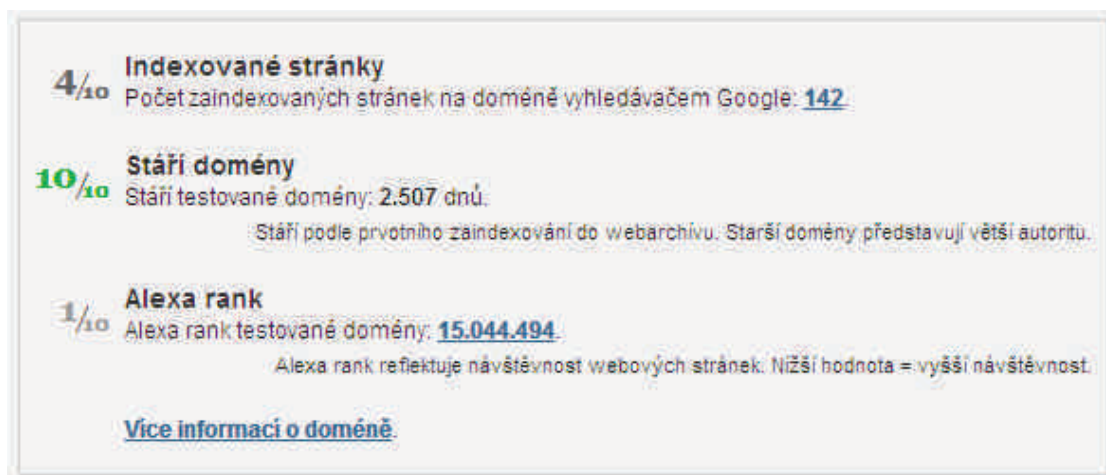 4/10 Indexované stránky
Počet zaindexovaných stránek na doméně vyhledávačem Google: 142.
10/10 Stáří domény
Stáří testované domény: 2.507 dnů.
Stáří podle prvotního zaindexování do webarchívu. Starší domény představují větší autoritu.
1/10 Alexa rank
Alexa rank testované domény: 15.044.494.
Alexa rank reflektuje návštěvnost webových stránek. Nižší hodnota = vyšší návštěvnost.
Více informací o doméně.